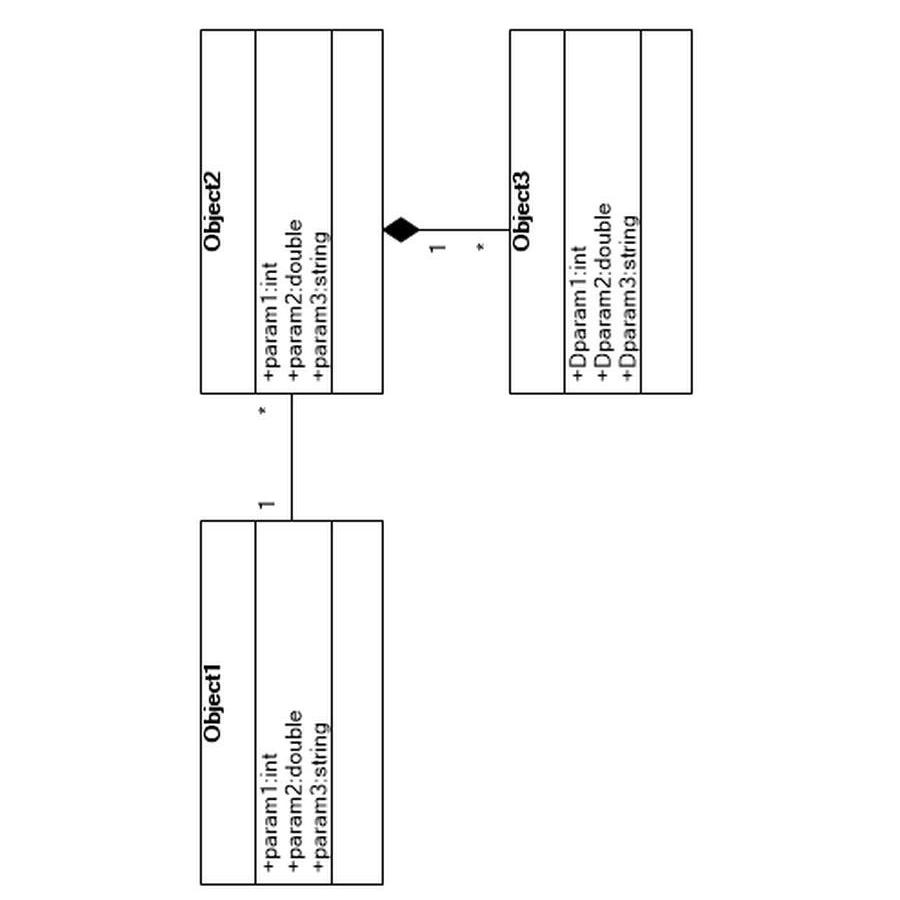 Object1
+param1:int
+param2:double
+param3:string
1
*
Object2
+param1:int
+param2:double
+param3:string
1
*
Object3
+Dparam1:int
+Dparam2:double
+Dparam3:string